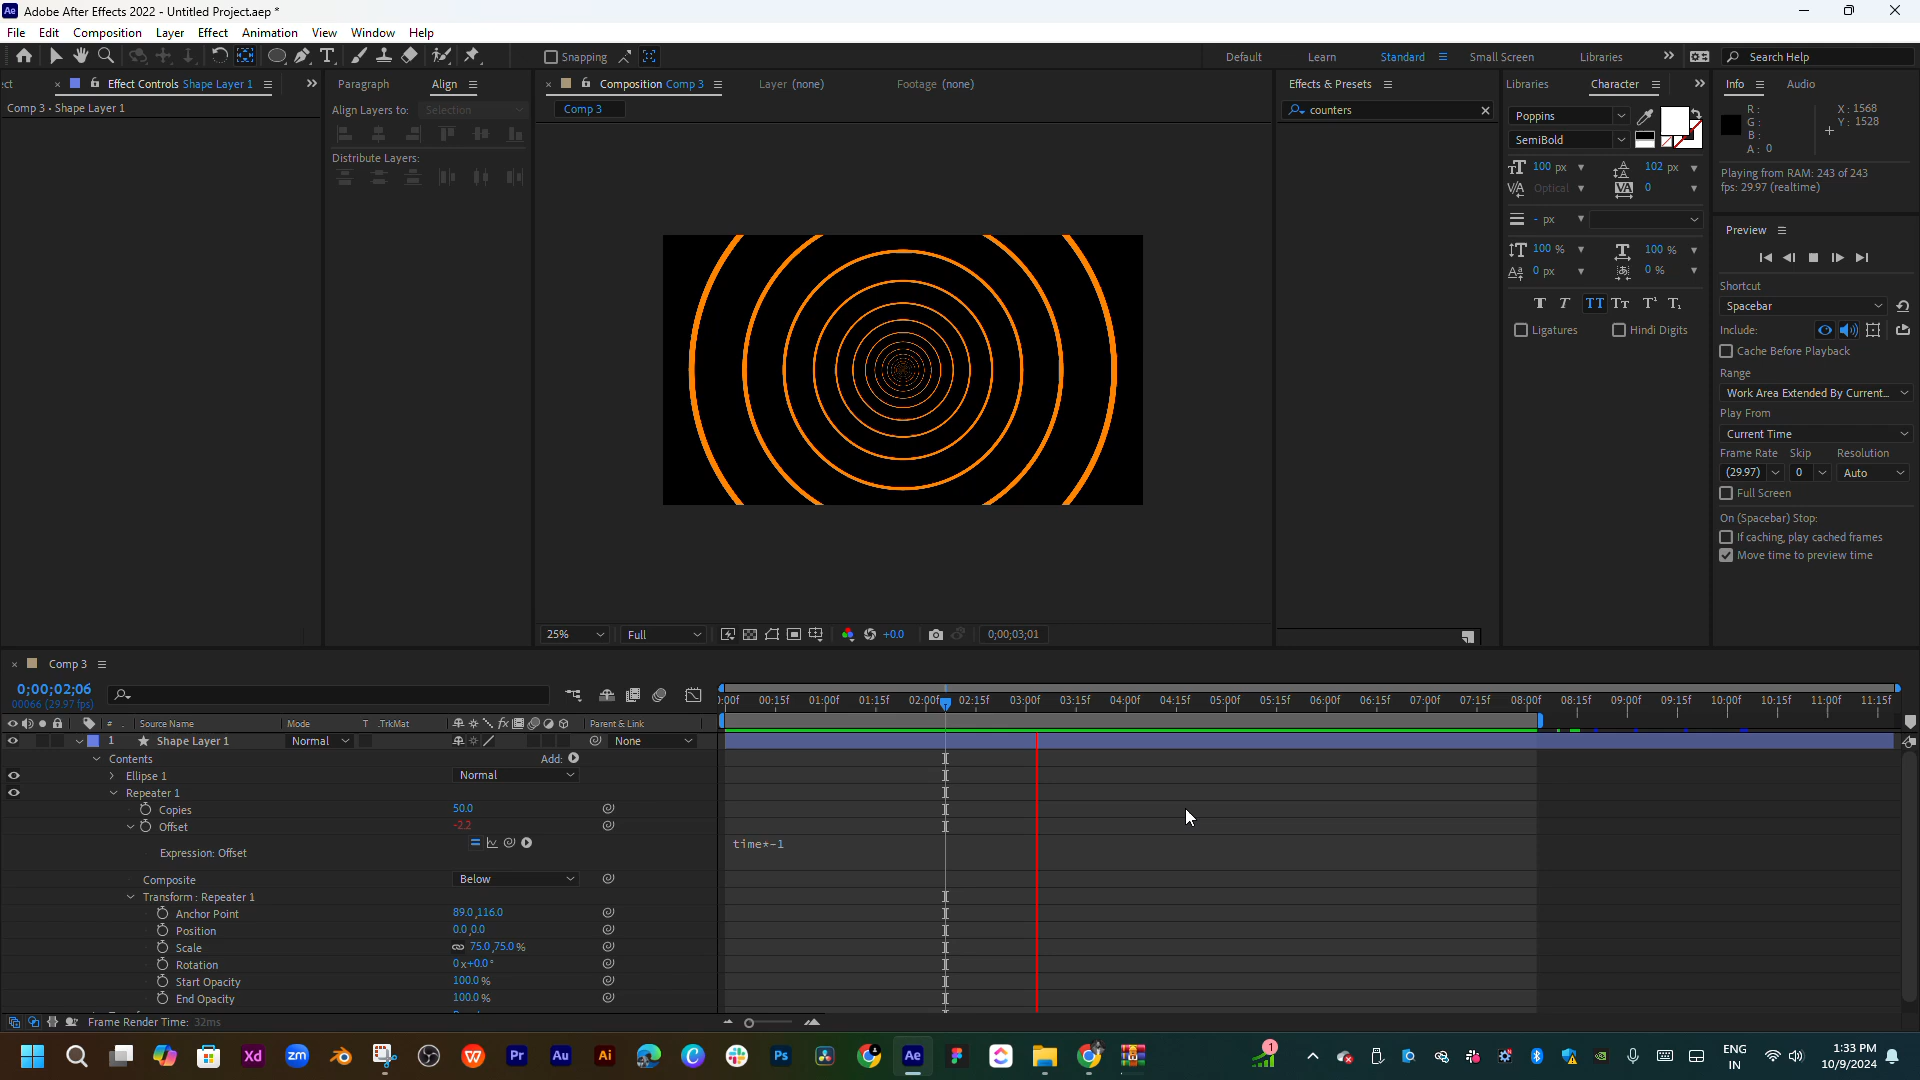 Adobe After Effects 2022 - Untitled Project.aep *
File Edit Composition Layer Effect Animation View Window Help
Snapping
Default Learn Standard Small Screen Libraries
Search Help
ect × Effect Controls Shape Layer 1
Comp 3 • Shape Layer 1
Paragraph Align
Align Layers to: Selection
Distribute Layers:
× Composition Comp 3 Layer (none) Footage (none)
Comp 3
25% Full +0.0 0;00;03;01
Effects & Presets
counters
Libraries Character
Poppins
SemiBold
100 px 102 px
Optical 0
- px
100 % 100 %
0 px 0 %
Ligatures Hindi Digits
Info Audio
R:
G:
B:
A: 0
X: 1568
Y: 1528
Playing from RAM: 243 of 243
fps: 29.97 (realtime)
Preview
Shortcut
Spacebar
Include:
Cache Before Playback
Range
Work Area Extended By Current...
Play From
Current Time
Frame Rate Skip Resolution
(29.97) 0 Auto
Full Screen
On (Spacebar) Stop:
If caching, play cached frames
Move time to preview time
× Comp 3
0;00;02;06
00066 (29.97 fps)
):00f 00:15f 01:00f 01:15f 02:00f 02:15f 03:00f 03:15f 04:00f 04:15f 05:00f 05:15f 06:00f 06:15f 07:00f 07:15f 08:00f 08:15f 09:00f 09:15f 10:00f 10:15f 11:00f 11:15f
# Source Name Mode T .TrkMat Parent & Link
1 Shape Layer 1 Normal None
Contents Add:
Ellipse 1 Normal
Repeater 1
Copies 50.0
Offset -2.2
Expression: Offset time*-1
Composite Below
Transform : Repeater 1
Anchor Point 89.0,116.0
Position 0.0,0.0
Scale 75.0,75.0 %
Rotation 0x+0.0°
Start Opacity 100.0 %
End Opacity 100.0 %
Frame Render Time: 32ms
ENG
IN
1:33 PM
10/9/2024